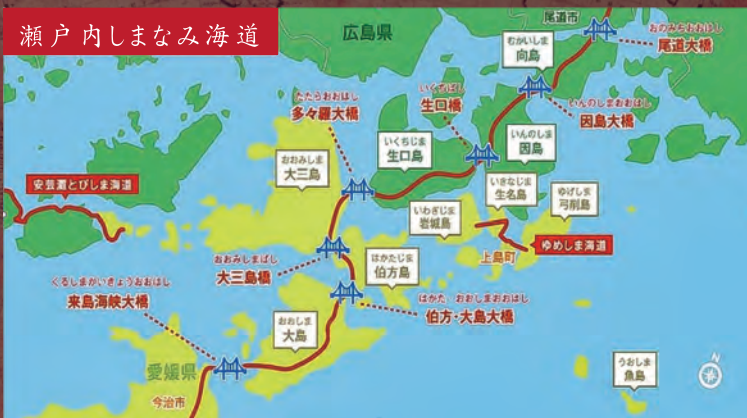 瀬戸内しまなみ海道
広島県
尾道市
おのみちおおはし
尾道大橋
むかいしま
向島
いんのしまおおはし
因島大橋
いくちばし
生口橋
たたらおおはし
多々羅大橋
いくちじま
生口島
いんのしま
因島
おおみしま
大三島
いきなじま
生名島
ゆげしま
弓削島
いわぎじま
岩城島
安芸灘とびしま海道
ゆめしま海道
上島町
おおみしまばし
大三島橋
はかたじま
伯方島
くるしまかいきょうおおはし
来島海峡大橋
はかた おおしまおおはし
伯方・大島大橋
おおしま
大島
うおしま
魚島
愛媛県
今治市
N